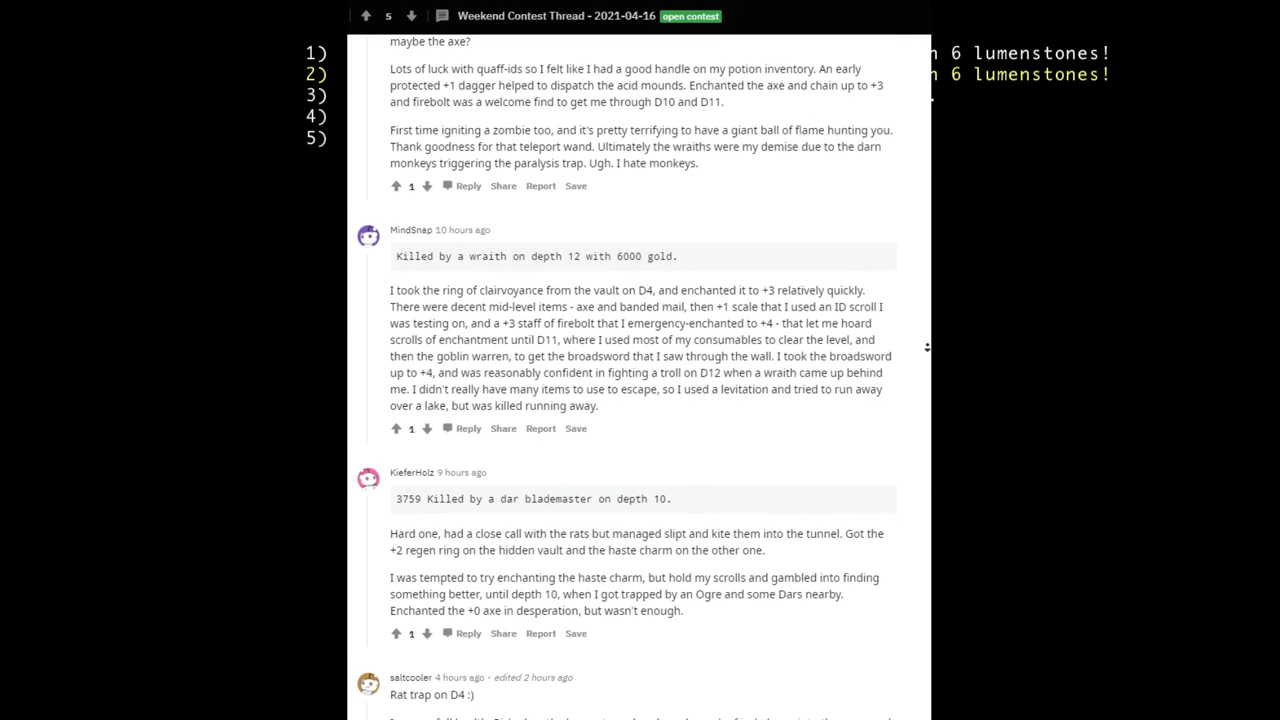 5 Weekend Contest Thread - 2021-04-16 open contest
1) 6 lumenstones!
2) 6 lumenstones!
3)
4)
5)
maybe the axe?
Lots of luck with quaff-ids so I felt like I had a good handle on my potion inventory. An early
protected +1 dagger helped to dispatch the acid mounds. Enchanted the axe and chain up to +3
and firebolt was a welcome find to get me through D10 and D11.
First time igniting a zombie too, and it's pretty terrifying to have a giant ball of flame hunting you.
Thank goodness for that teleport wand. Ultimately the wraiths were my demise due to the darn
monkeys triggering the paralysis trap. Ugh. I hate monkeys.
1 Reply Share Report Save
MindSnap 10 hours ago
Killed by a wraith on depth 12 with 6000 gold.
I took the ring of clairvoyance from the vault on D4, and enchanted it to +3 relatively quickly.
There were decent mid-level items - axe and banded mail, then +1 scale that I used an ID scroll I
was testing on, and a +3 staff of firebolt that I emergency-enchanted to +4 - that let me hoard
scrolls of enchantment until D11, where I used most of my consumables to clear the level, and
then the goblin warren, to get the broadsword that I saw through the wall. I took the broadsword
up to +4, and was reasonably confident in fighting a troll on D12 when a wraith came up behind
me. I didn't really have many items to use to escape, so I used a levitation and tried to run away
over a lake, but was killed running away.
1 Reply Share Report Save
KieferHolz 9 hours ago
3759 Killed by a dar blademaster on depth 10.
Hard one, had a close call with the rats but managed slipt and kite them into the tunnel. Got the
+2 regen ring on the hidden vault and the haste charm on the other one.
I was tempted to try enchanting the haste charm, but hold my scrolls and gambled into finding
something better, until depth 10, when I got trapped by an Ogre and some Dars nearby.
Enchanted the +0 axe in desperation, but wasn't enough.
1 Reply Share Report Save
saltcooler 4 hours ago · edited 2 hours ago
Rat trap on D4 :)